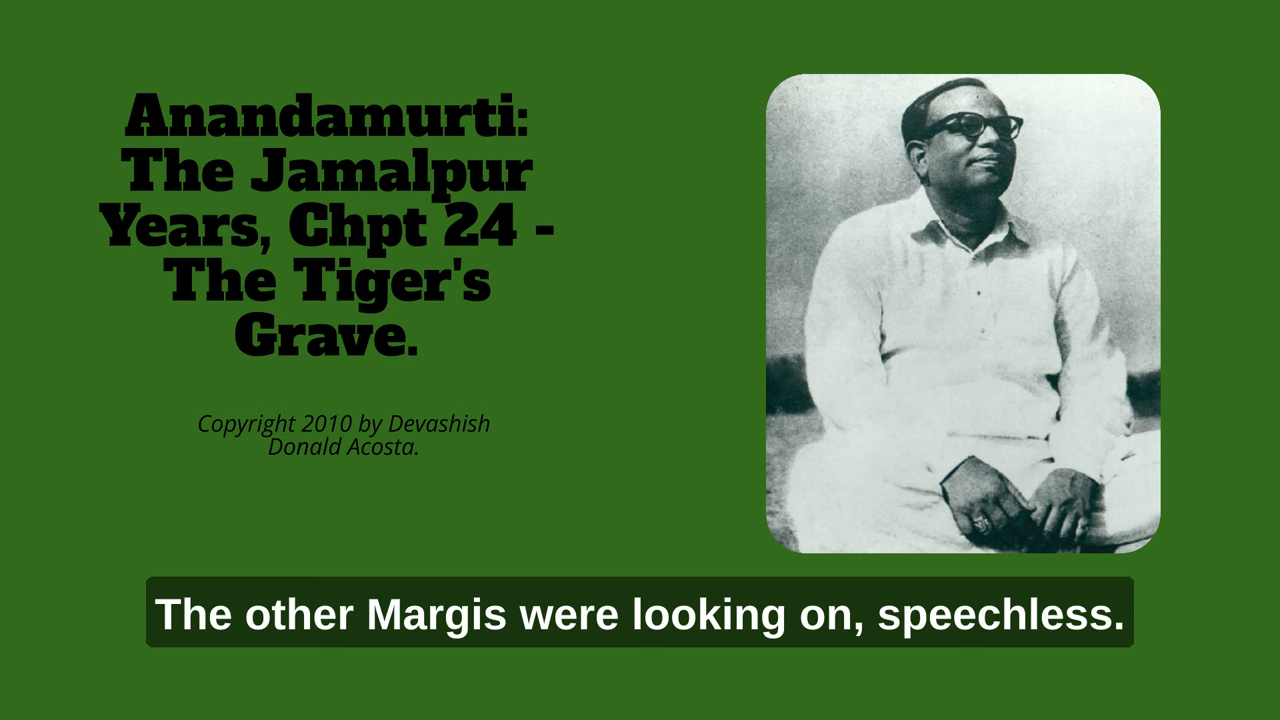 Anandamurti:
The Jamalpur
Years, Chpt 24 -
The Tiger's
Grave.
Copyright 2010 by Devashish
Donald Acosta.
The other Margis were looking on, speechless.